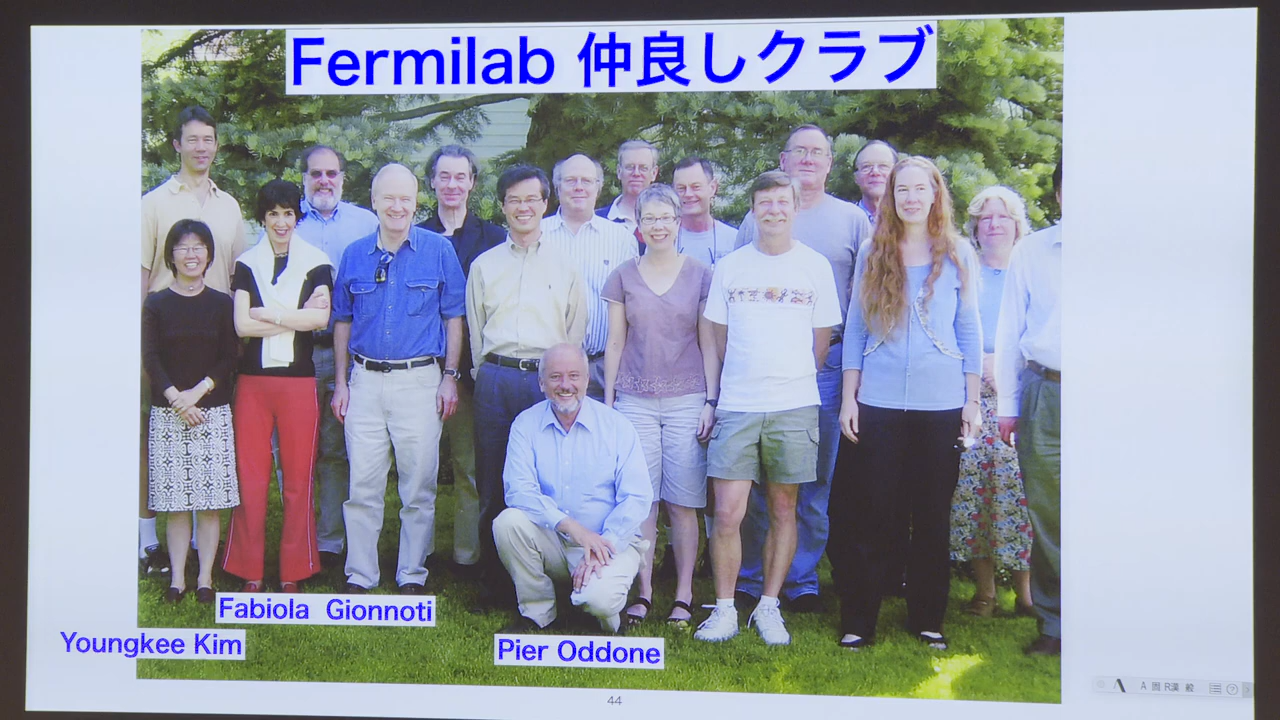 Fermilab 仲良しクラブ
Fabiola Gionnoti
Youngkee Kim
Pier Oddone
44